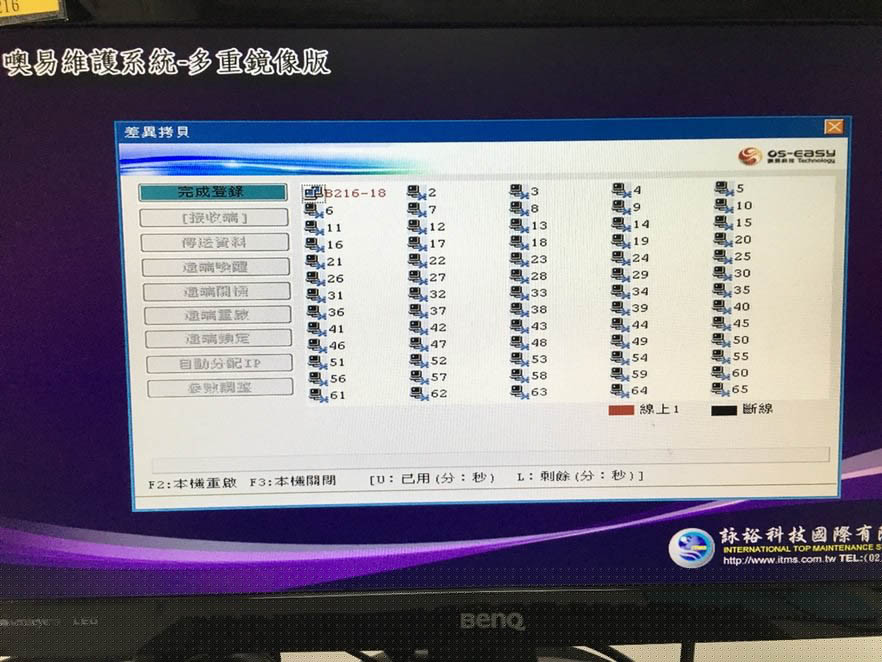 216
噢易維護系統-多重鏡像版
差異拷貝
OS-EASY
噢易科技 Technology
完成登錄
[接收端]
傳送資料
遠端喚醒
遠端關機
遠端重啟
遠端鎖定
自動分配IP
參數調整
B216-18 2 3 4 5
6 7 8 9 10
11 12 13 14 15
16 17 18 19 20
21 22 23 24 25
26 27 28 29 30
31 32 33 34 35
36 37 38 39 40
41 42 43 44 45
46 47 48 49 50
51 52 53 54 55
56 57 58 59 60
61 62 63 64 65
線上1 斷線
F2:本機重啟 F3:本機關閉 [U：已用(分：秒) L：剩餘(分：秒)]
詠裕科技國際有
INTERNATIONAL TOP MAINTENANCE S
http://www.itms.com.tw TEL:(02
BenQ
LED